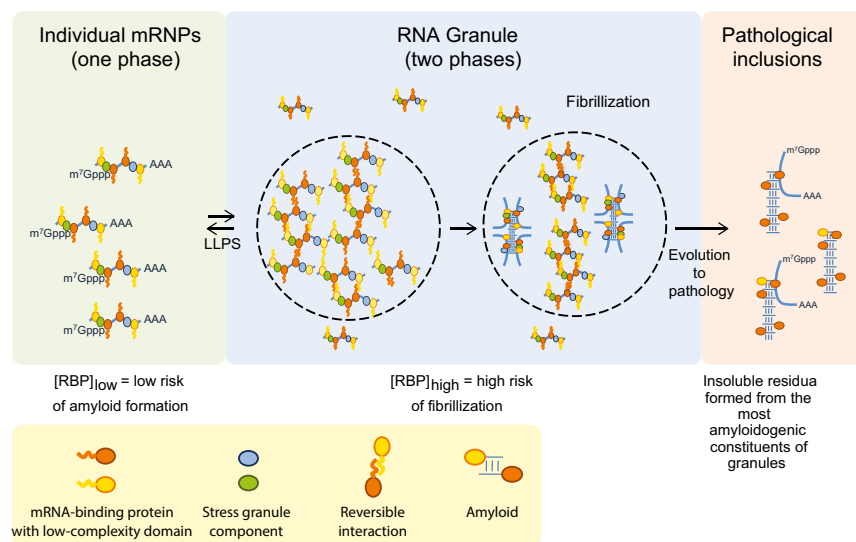 Individual mRNPs
(one phase)
RNA Granule
(two phases)
Pathological
inclusions
Fibrillization
AAA
m⁷Gppp
AAA
m⁷Gppp
AAA
m⁷Gppp
AAA
m⁷Gppp
LLPS
Evolution
to
pathology
m⁷Gppp
AAA
m⁷Gppp
AAA
[RBP]low = low risk
of amyloid formation
[RBP]high = high risk
of fibrillization
Insoluble residua
formed from the
most
amyloidogenic
constituents of
granules
mRNA-binding protein
with low-complexity domain
Stress granule
component
Reversible
interaction
Amyloid